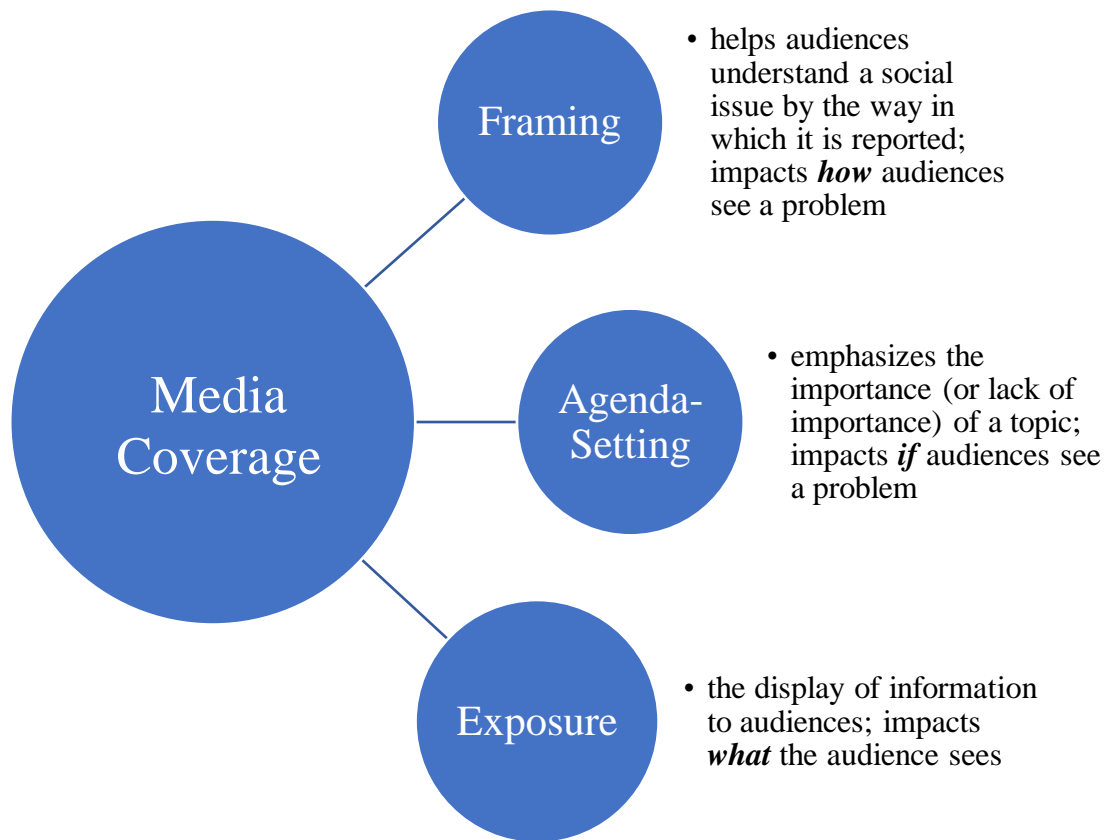 Framing
• helps audiences
understand a social
issue by the way in
which it is reported;
impacts how audiences
see a problem
Media
Coverage
Agenda-
Setting
• emphasizes the
importance (or lack of
importance) of a topic;
impacts if audiences see
a problem
Exposure
• the display of information
to audiences; impacts
what the audience sees